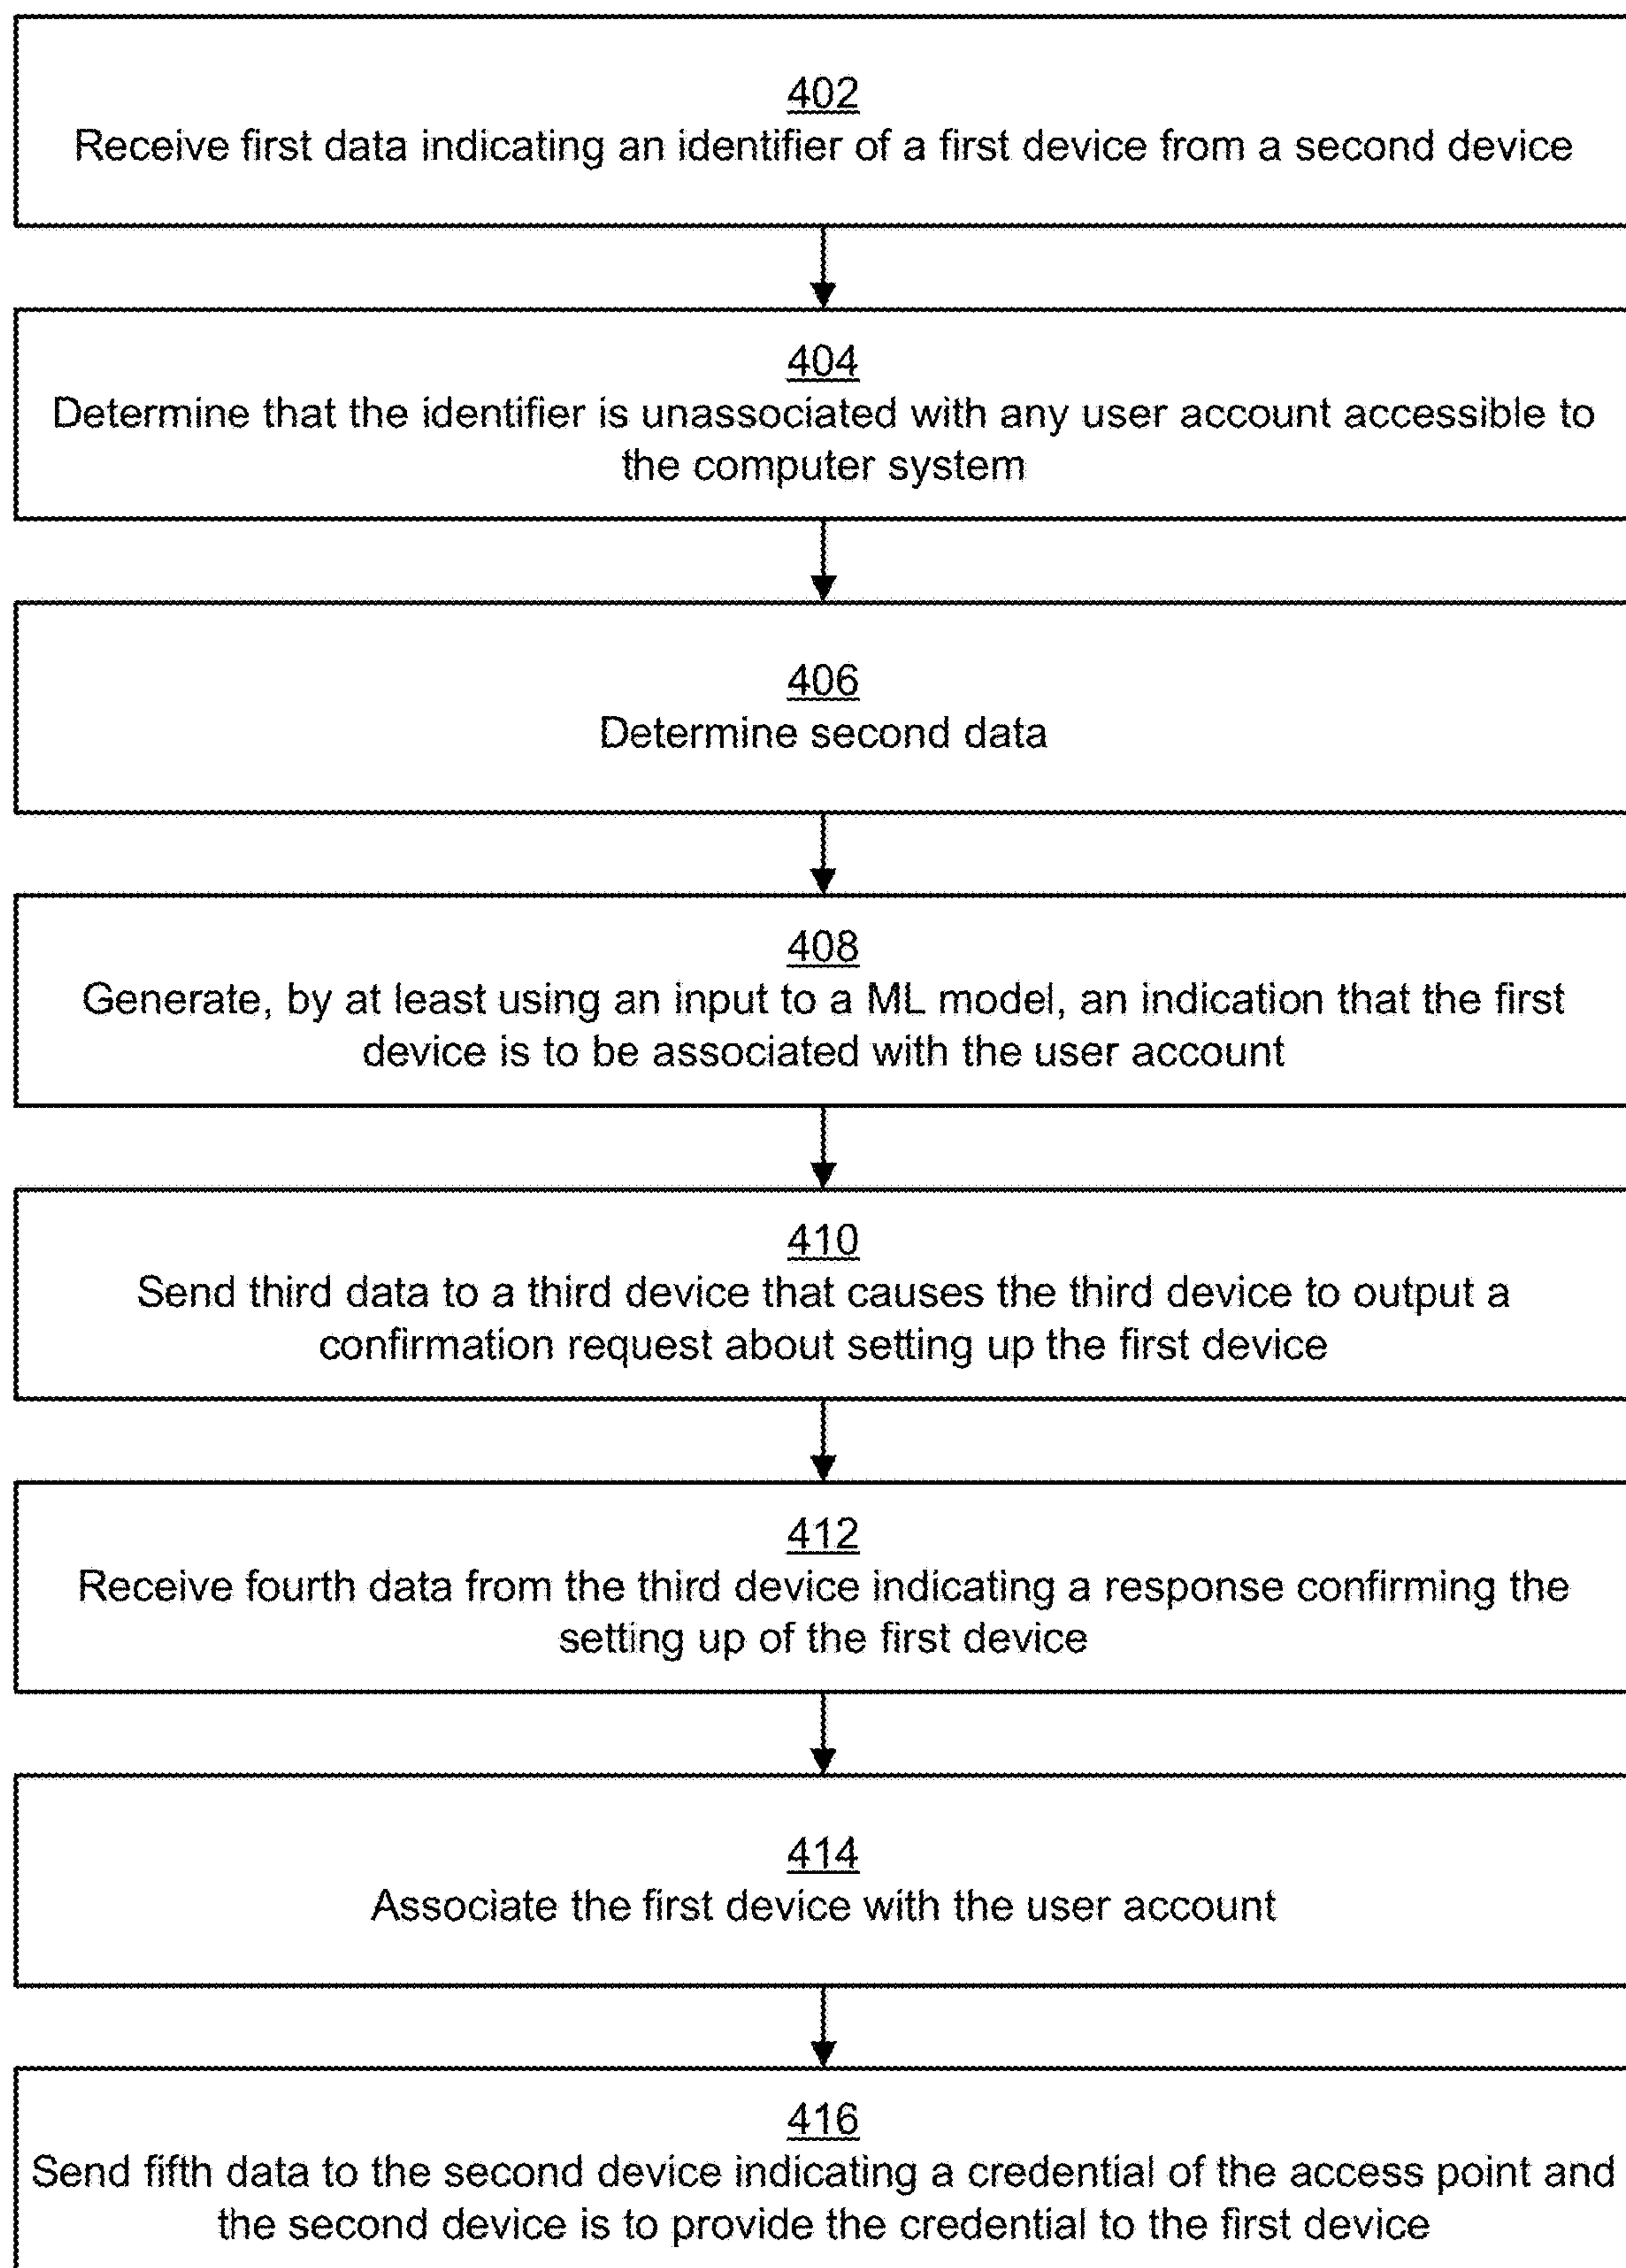 402
Receive first data indicating an identifier of a first device from a second device
404
Determine that the identifier is unassociated with any user account accessible to
the computer system
406
Determine second data
408
Generate, by at least using an input to a ML model, an indication that the first
device is to be associated with the user account
410
Send third data to a third device that causes the third device to output a
confirmation request about setting up the first device
412
Receive fourth data from the third device indicating a response confirming the
setting up of the first device
414
Associate the first device with the user account
416
Send fifth data to the second device indicating a credential of the access point and
the second device is to provide the credential to the first device